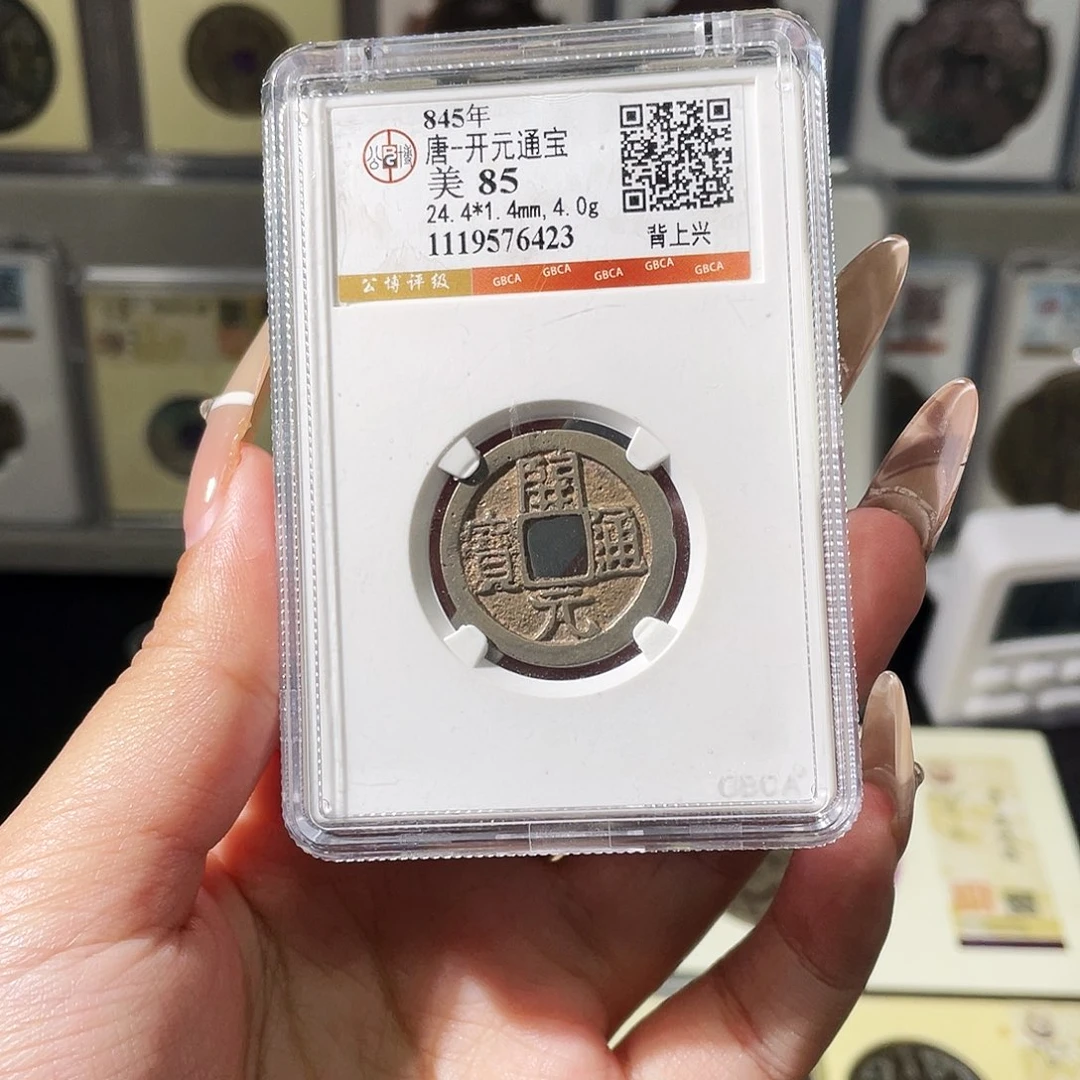 845年
唐-开元通宝
美 85
24.4*1.4mm, 4.0g
1119576423
背上兴
公博评级 GBCA GBCA GBCA GBCA GBCA
開
通
元
寶
GBCA